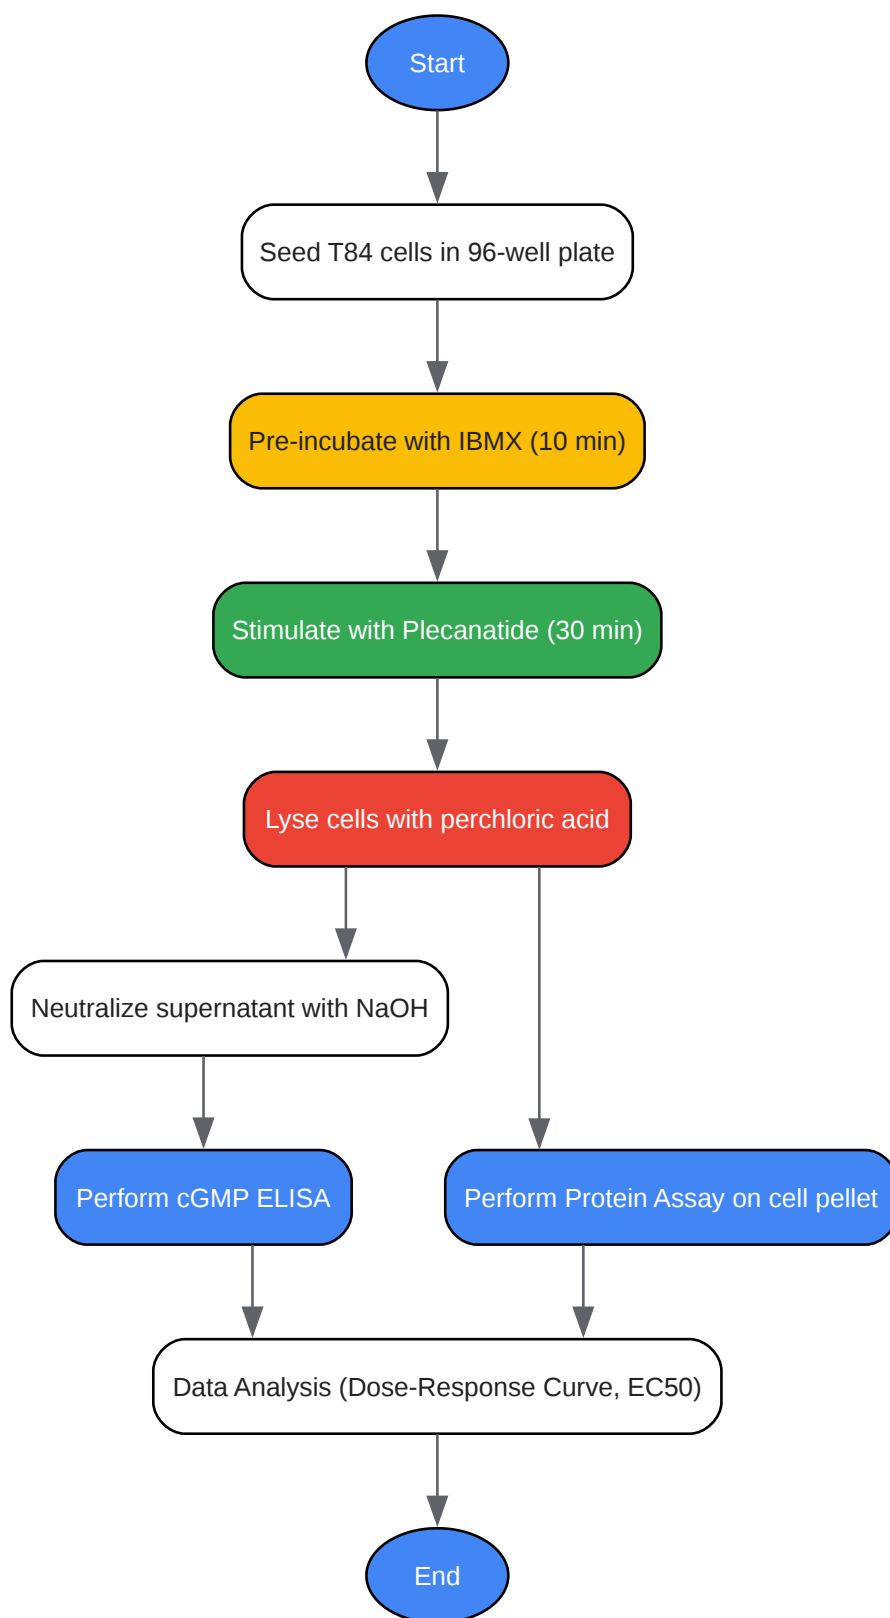 Start
Seed T84 cells in 96-well plate
Pre-incubate with IBMX (10 min)
Stimulate with Plecanatide (30 min)
Lyse cells with perchloric acid
Neutralize supernatant with NaOH
Perform cGMP ELISA
Perform Protein Assay on cell pellet
Data Analysis (Dose-Response Curve, EC50)
End